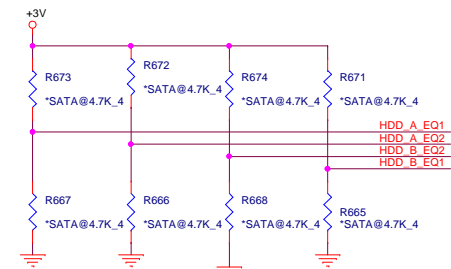 +3V
R673
*SATA@4.7K_4
R672
*SATA@4.7K_4
R674
*SATA@4.7K_4
R671
*SATA@4.7K_4
HDD_A_EQ1
HDD_A_EQ2
HDD_B_EQ2
HDD_B_EQ1
R667
*SATA@4.7K_4
R666
*SATA@4.7K_4
R668
*SATA@4.7K_4
R665
*SATA@4.7K_4